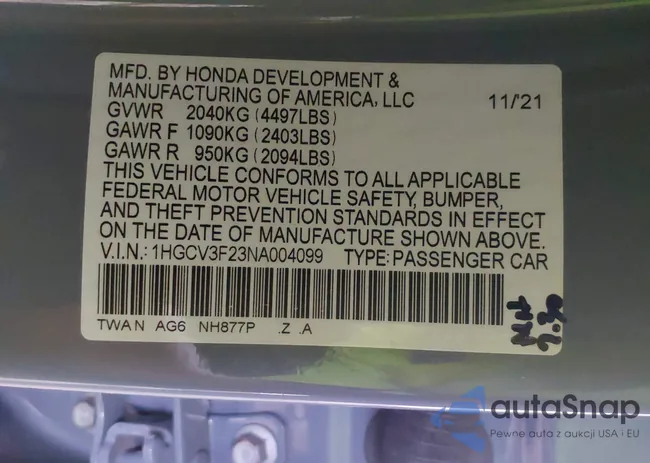 MFD. BY HONDA DEVELOPMENT &
MANUFACTURING OF AMERICA, LLC 11/'21
GVWR 2040KG (4497LBS)
GAWR F 1090KG (2403LBS)
GAWR R 950KG (2094LBS)
THIS VEHICLE CONFORMS TO ALL APPLICABLE
FEDERAL MOTOR VEHICLE SAFETY, BUMPER,
AND THEFT PREVENTION STANDARDS IN EFFECT
ON THE DATE OF MANUFACTURE SHOWN ABOVE.
V.I.N.: 1HGCV3F23NA004099 TYPE: PASSENGER CAR
TWA N AG6 NH877P .Z .A
autaSnap
Pewne auta z aukcji USA i EU